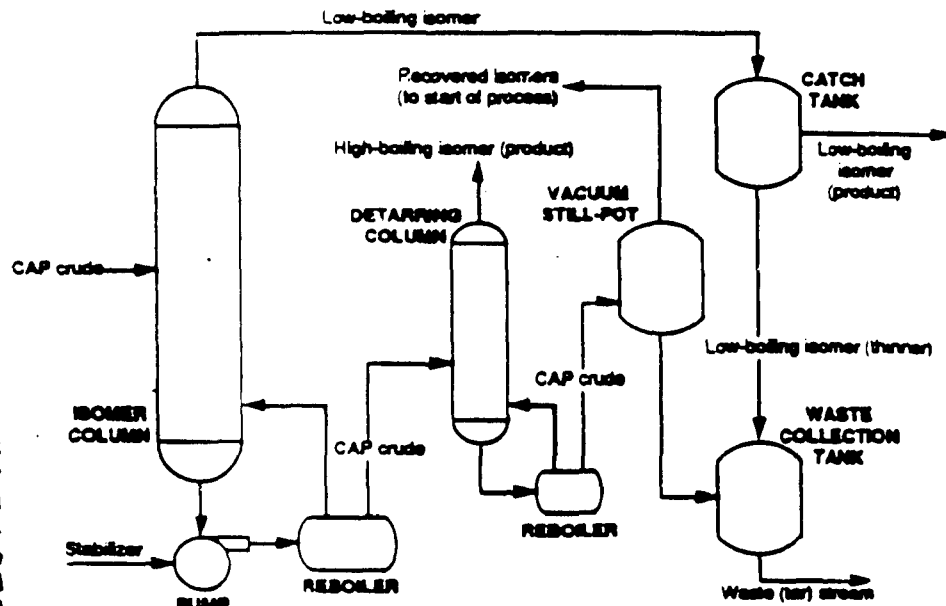 Low-boiling isomer
Recovered isomers
(to start of process)
CATCH
TANK
High-boiling isomer (product)
Low-boiling
isomer
(product)
VACUUM
STILL-POT
DETARRING
COLUMN
CAP crude
Low-boiling isomer (thinner)
CAP crude
ISOMER
COLUMN
WASTE
COLLECTION
TANK
CAP crude
REBOILER
Stabilizer
REBOILER
Waste (tar) stream
PUMP